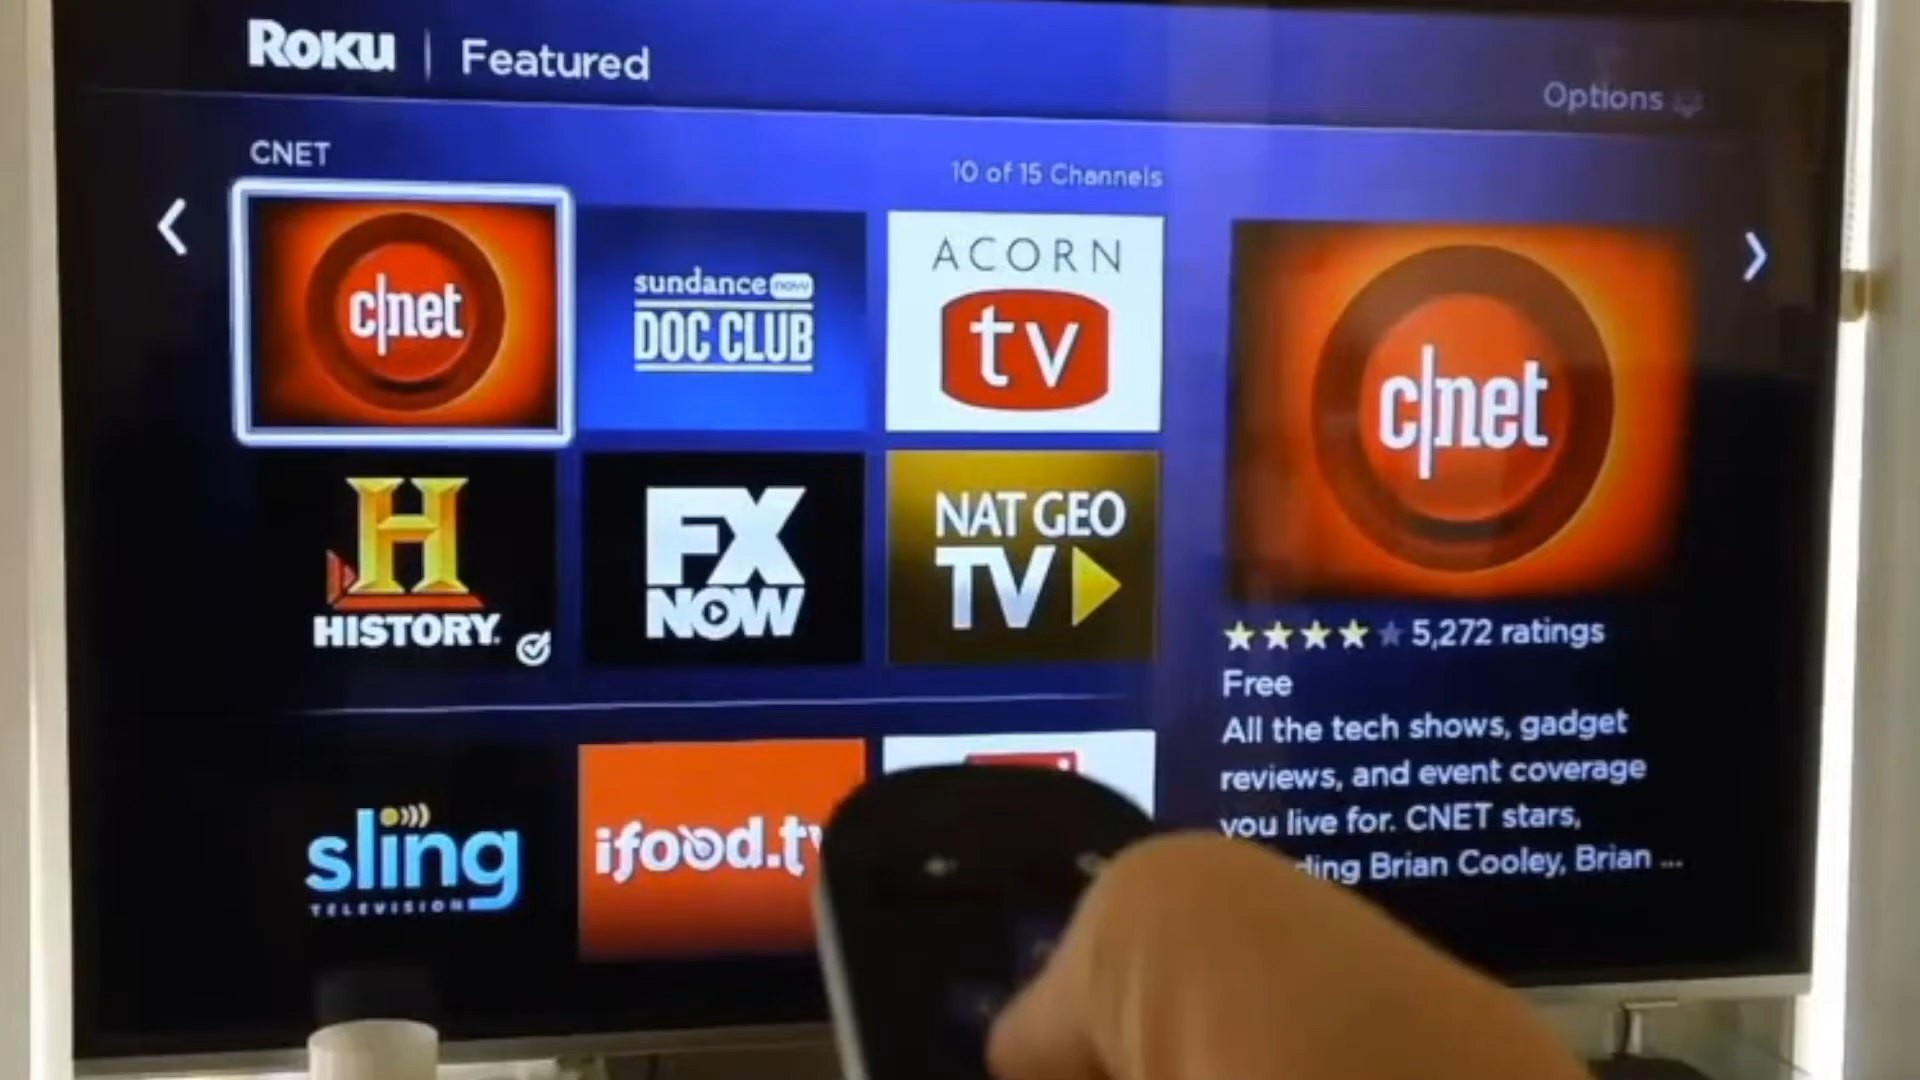 Roku | Featured
Options
CNET
10 of 15 Channels
c|net
sundance now
DOC CLUB
ACORN
tv
c|net
HISTORY
FX
NOW
NAT GEO
TV
5,272 ratings
Free
All the tech shows, gadget
reviews, and event coverage
you live for. CNET stars,
Brian Cooley, Brian ...
sling
TELEVISION
ifood.tv